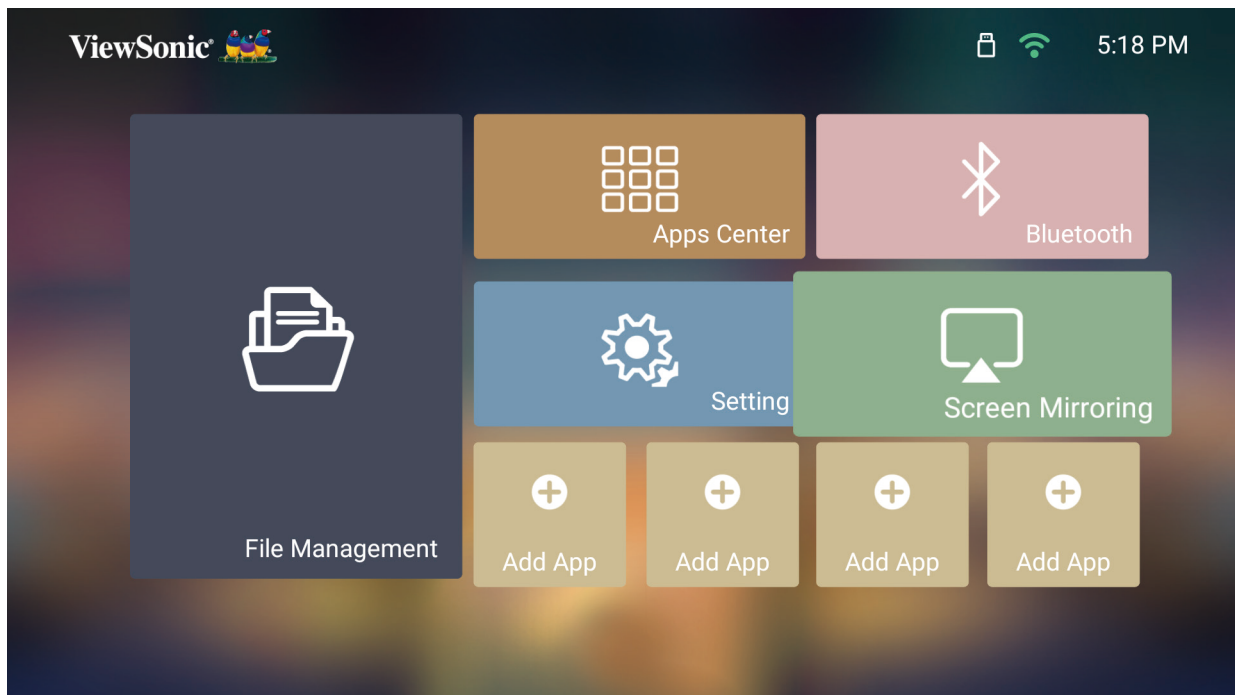 ViewSonic®
5:18 PM
Apps Center
Bluetooth
Setting
Screen Mirroring
File Management
Add App
Add App
Add App
Add App